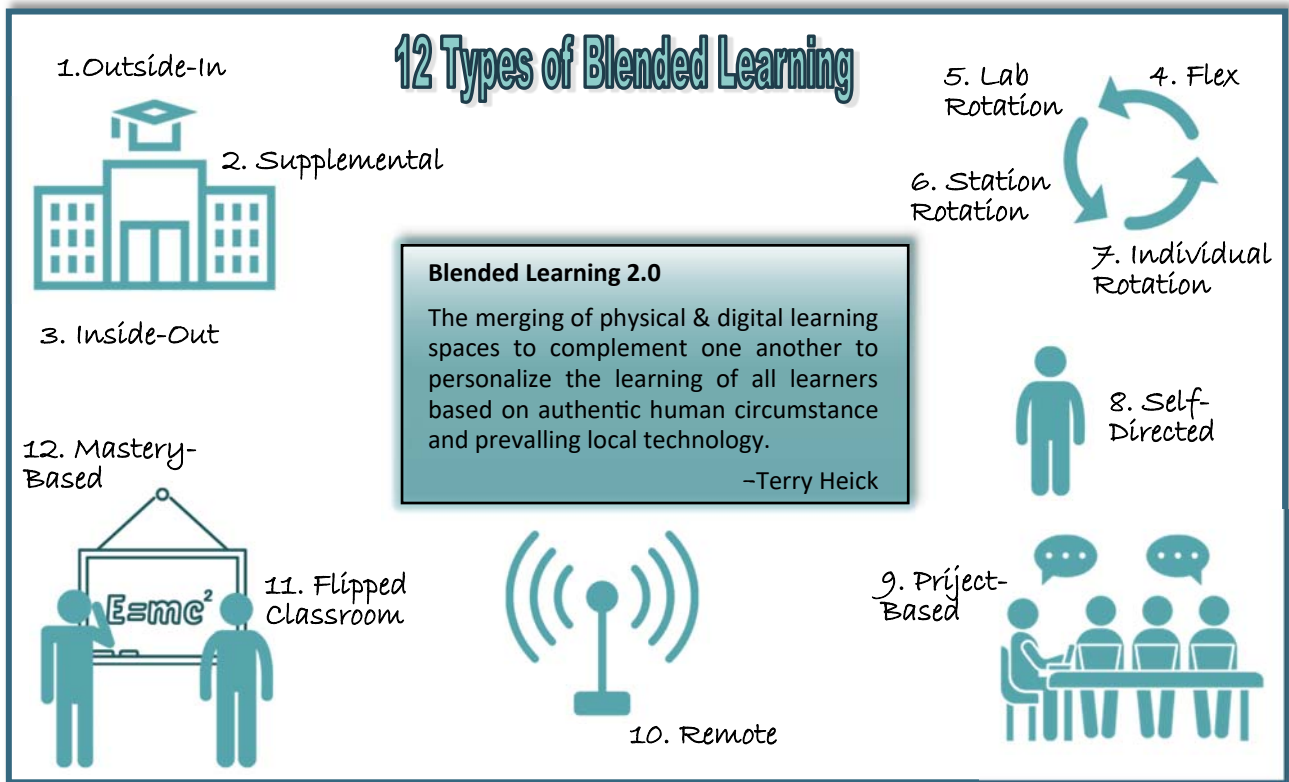 12 Types of Blended Learning
1.Outside-In
2. Supplemental
3. Inside-Out
4. Flex
5. Lab
Rotation
6. Station
Rotation
7. Individual
Rotation
Blended Learning 2.0
The merging of physical & digital learning
spaces to complement one another to
personalize the learning of all learners
based on authentic human circumstance
and prevalling local technology.
–Terry Heick
8. Self-
Directed
9. Priject-
Based
10. Remote
11. Flipped
Classroom
12. Mastery-
Based
E=mc²